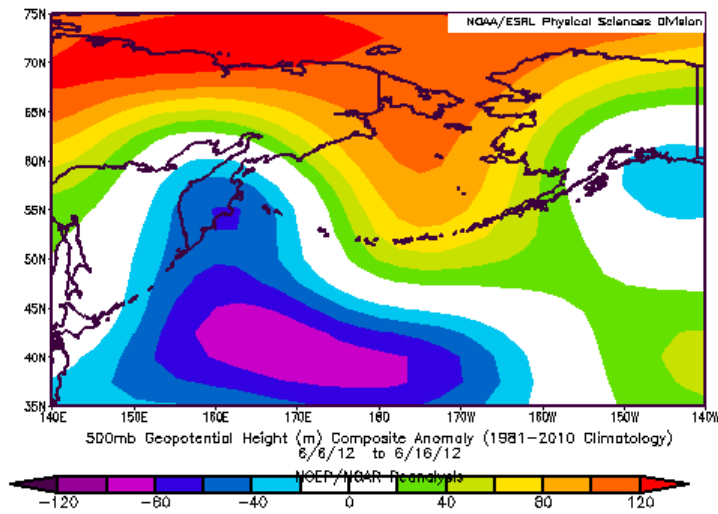 75N
NOAA/ESRL Physical Sciences Division
70N
65N
60N
55N
50N
45N
40N
35N
140E 150E 160E 170E 180 170W 160W 150W 140W
500mb Geopotential Height (m) Composite Anomaly (1981-2010 Climatology)
6/6/12 to 6/16/12
NCEP/NCAR Reanalysis
-120 -80 -40 0 40 80 120